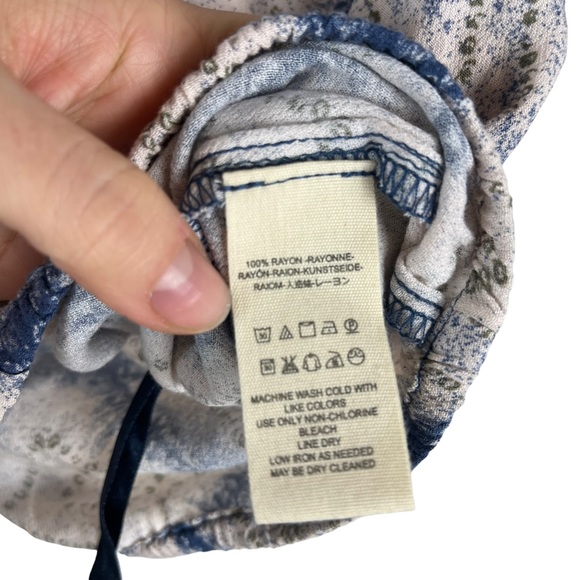 100% RAYON -RAYONNE-
RAYÓN-RAION-KUNSTSEIDE-
RAIOM-人造絲-レーヨン
MACHINE WASH COLD WITH
LIKE COLORS
USE ONLY NON-CHLORINE
BLEACH
LINE DRY
LOW IRON AS NEEDED
MAY BE DRY CLEANED